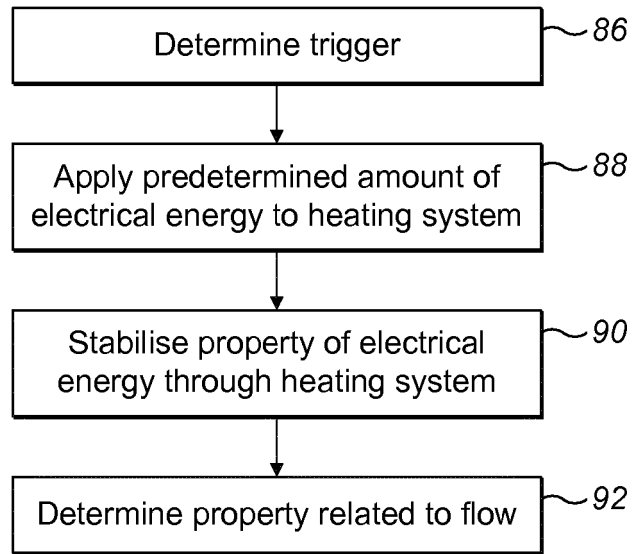 Determine trigger
86
Apply predetermined amount of
electrical energy to heating system
88
Stabilise property of electrical
energy through heating system
90
Determine property related to flow
92